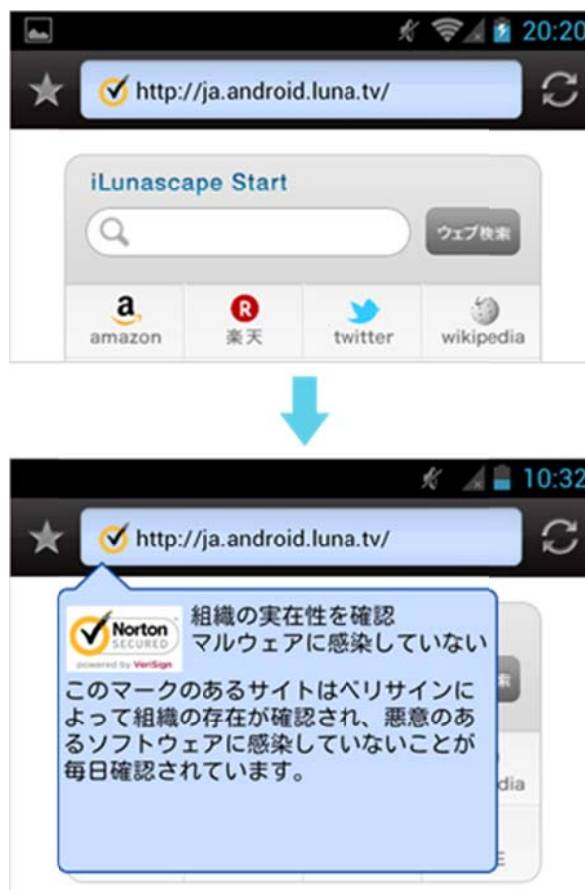 20:20
http://ja.android.luna.tv/
iLunascape Start
ウェブ検索
a
amazon
R
楽天
twitter
wikipedia
10:32
http://ja.android.luna.tv/
Norton
SECURED
powered by VeriSign
組織の実在性を確認
マルウェアに感染していない
索
このマークのあるサイトはベリサインに
よって組織の存在が確認され、悪意のあ
るソフトウェアに感染していないことが
毎日確認されています。
dia
E